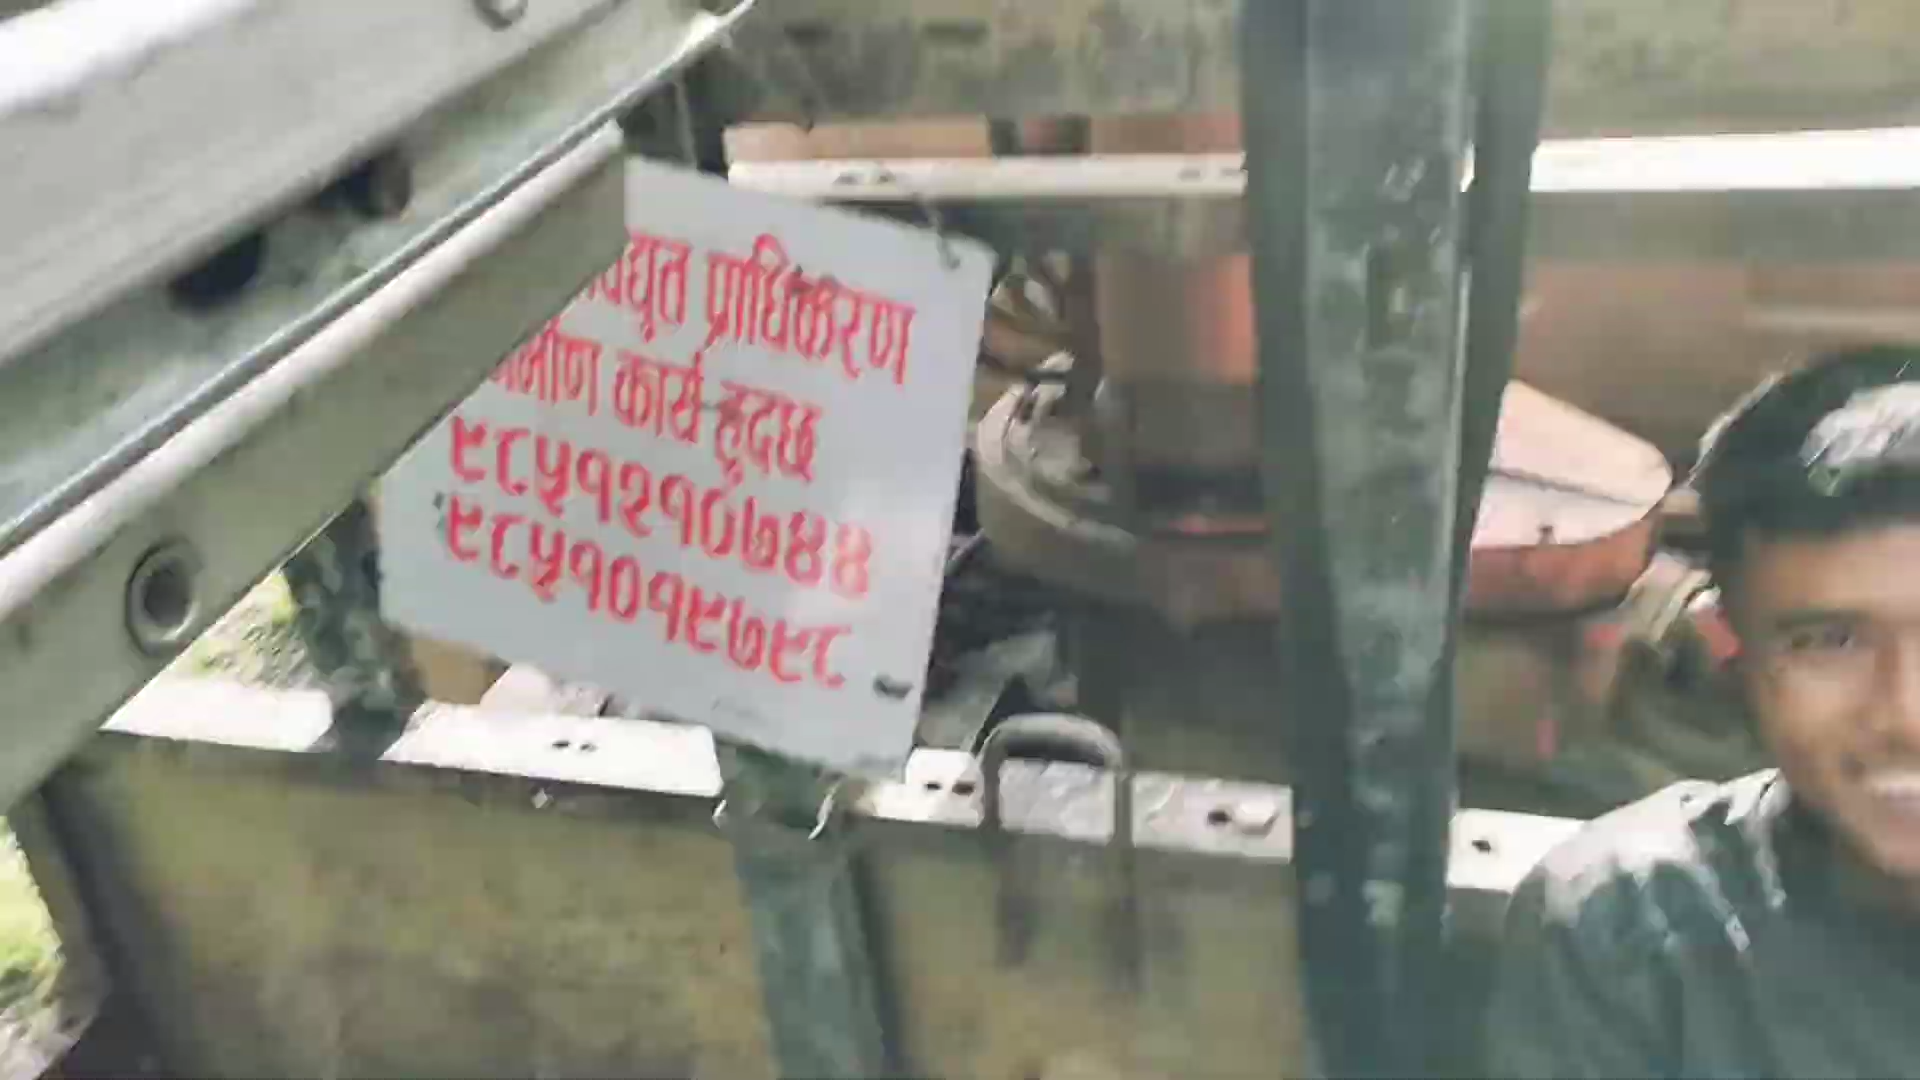 विद्युत प्राधिकरण
निर्माण कार्य हुदछ
९८५१२१०७४४
९८५१०१९७९८